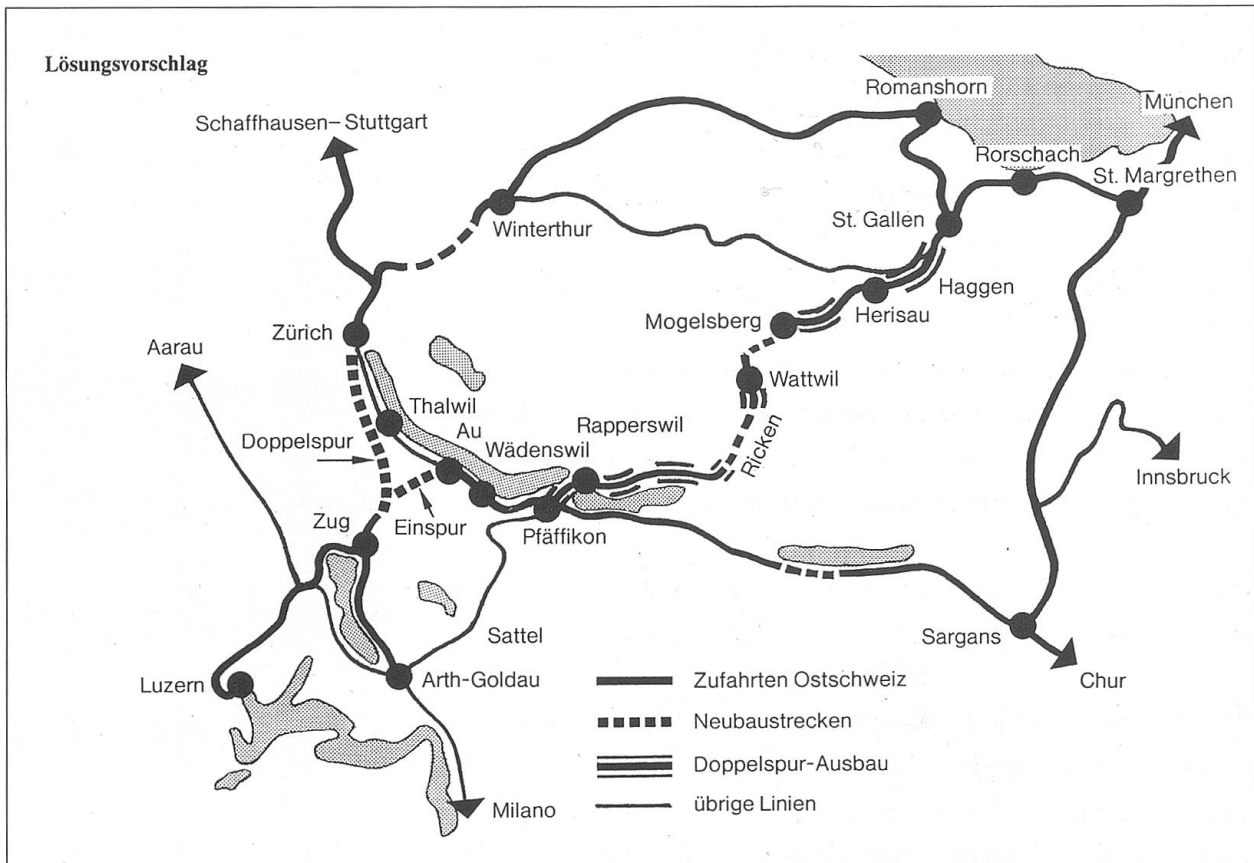 Lösungsvorschlag
Romanshorn
München
Schaffhausen–Stuttgart
Rorschach
St. Margrethen
Winterthur
St. Gallen
Haggen
Herisau
Mogelsberg
Zürich
Aarau
Wattwil
Thalwil
Au
Wädenswil
Rapperswil
Ricken
Doppelspur
Innsbruck
Einspur
Zug
Pfäffikon
Sattel
Sargans
Luzern
Arth-Goldau
Chur
Zufahrten Ostschweiz
Neubaustrecken
Doppelspur-Ausbau
übrige Linien
Milano